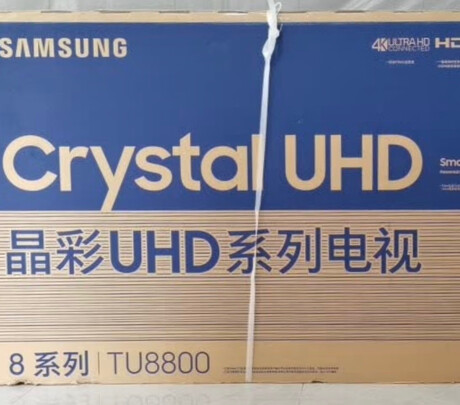 SAMSUNG
4K ULTRA HD
CONNECTED
Crystal UHD
晶彩UHD系列电视
8 系列 | TU8800